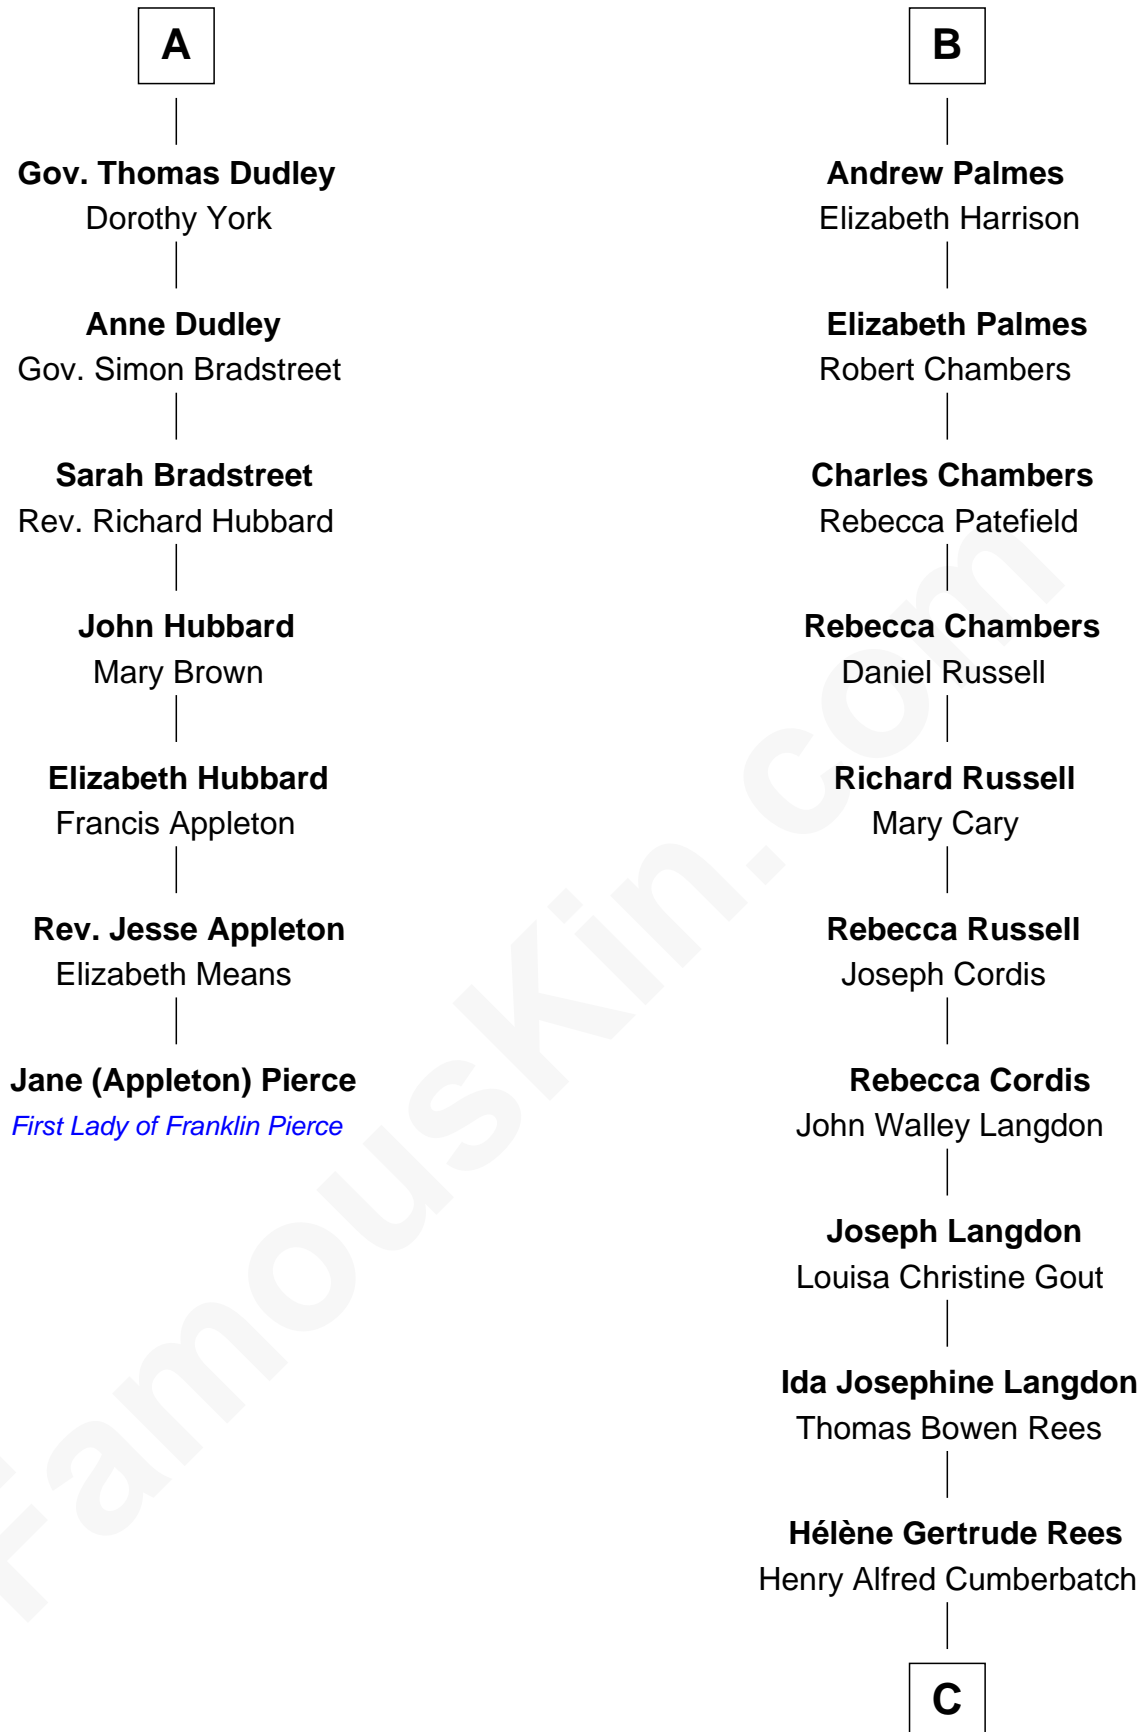 A
Gov. Thomas Dudley
Dorothy York
Anne Dudley
Gov. Simon Bradstreet
Sarah Bradstreet
Rev. Richard Hubbard
John Hubbard
Mary Brown
Elizabeth Hubbard
Francis Appleton
Rev. Jesse Appleton
Elizabeth Means
Jane (Appleton) Pierce
First Lady of Franklin Pierce
B
Andrew Palmes
Elizabeth Harrison
Elizabeth Palmes
Robert Chambers
Charles Chambers
Rebecca Patefield
Rebecca Chambers
Daniel Russell
Richard Russell
Mary Cary
Rebecca Russell
Joseph Cordis
Rebecca Cordis
John Walley Langdon
Joseph Langdon
Louisa Christine Gout
Ida Josephine Langdon
Thomas Bowen Rees
Hélène Gertrude Rees
Henry Alfred Cumberbatch
C
FamousKin.com